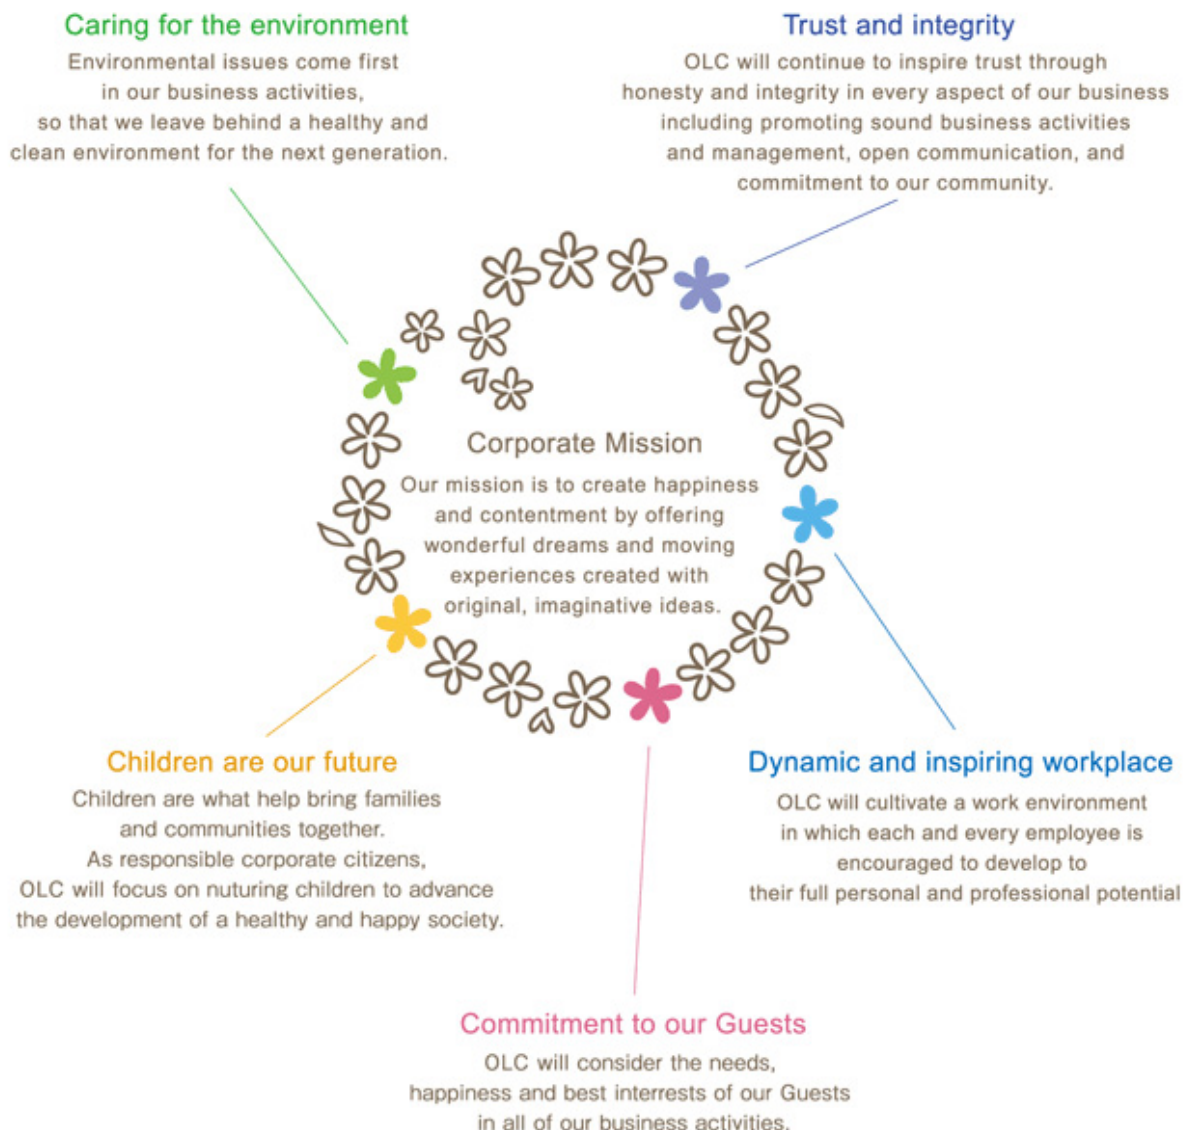 Caring for the environment
Environmental issues come first
in our business activities,
so that we leave behind a healthy and
clean environment for the next generation.
Trust and integrity
OLC will continue to inspire trust through
honesty and integrity in every aspect of our business
including promoting sound business activities
and management, open communication, and
commitment to our community.
Corporate Mission
Our mission is to create happiness
and contentment by offering
wonderful dreams and moving
experiences created with
original, imaginative ideas.
Children are our future
Children are what help bring families
and communities together.
As responsible corporate citizens,
OLC will focus on nuturing children to advance
the development of a healthy and happy society.
Dynamic and inspiring workplace
OLC will cultivate a work environment
in which each and every employee is
encouraged to develop to
their full personal and professional potential
Commitment to our Guests
OLC will consider the needs,
happiness and best interrests of our Guests
in all of our business activities.